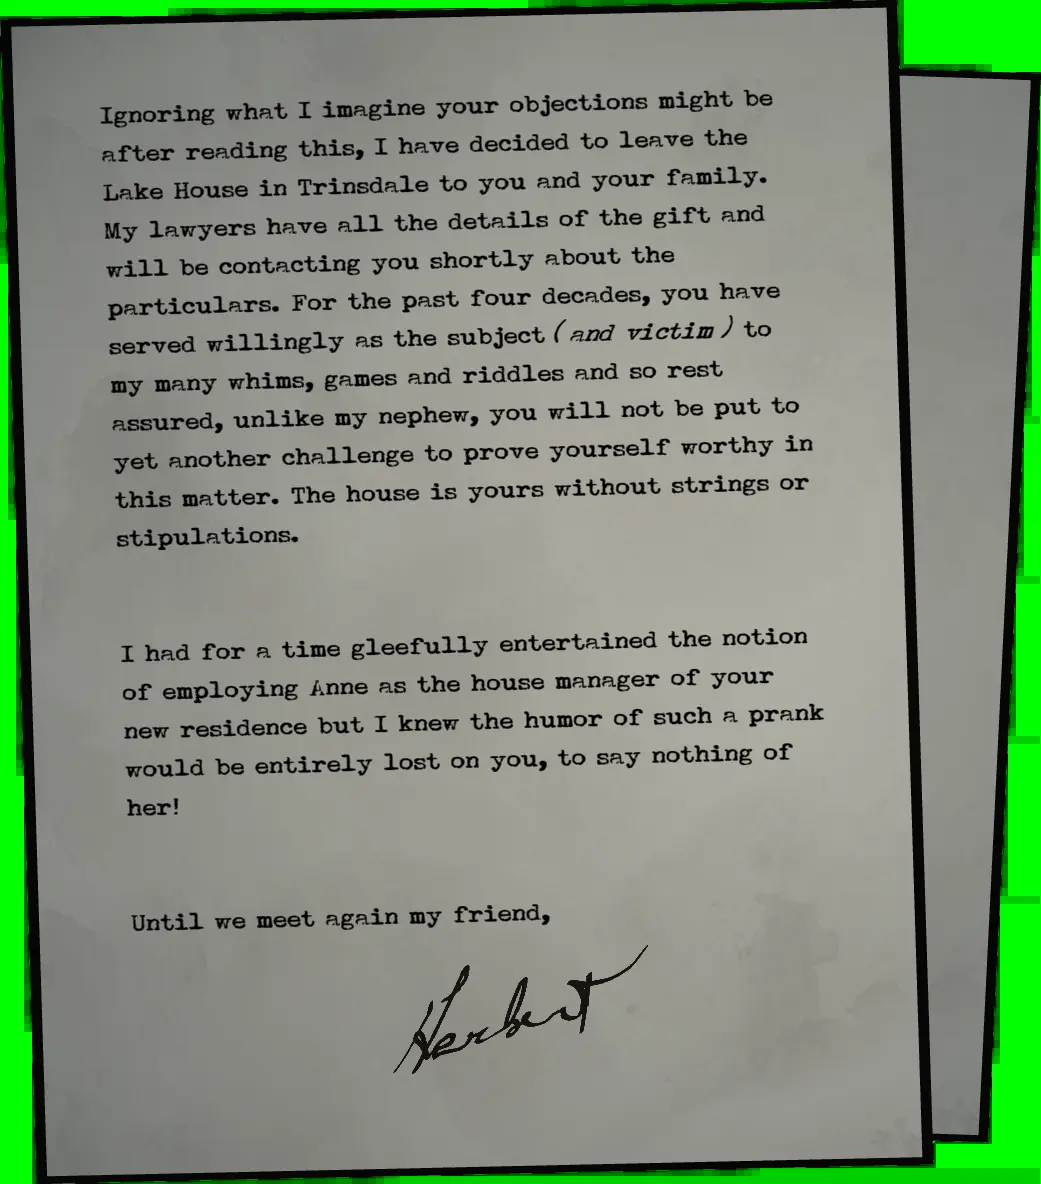 Ignoring what I imagine your objections might be
after reading this, I have decided to leave the
Lake House in Trinsdale to you and your family.
My lawyers have all the details of the gift and
will be contacting you shortly about the
particulars. For the past four decades, you have
served willingly as the subject (and victim) to
my many whims, games and riddles and so rest
assured, unlike my nephew, you will not be put to
yet another challenge to prove yourself worthy in
this matter. The house is yours without strings or
stipulations.
I had for a time gleefully entertained the notion
of employing Anne as the house manager of your
new residence but I knew the humor of such a prank
would be entirely lost on you, to say nothing of
her!
Until we meet again my friend,
Herbert